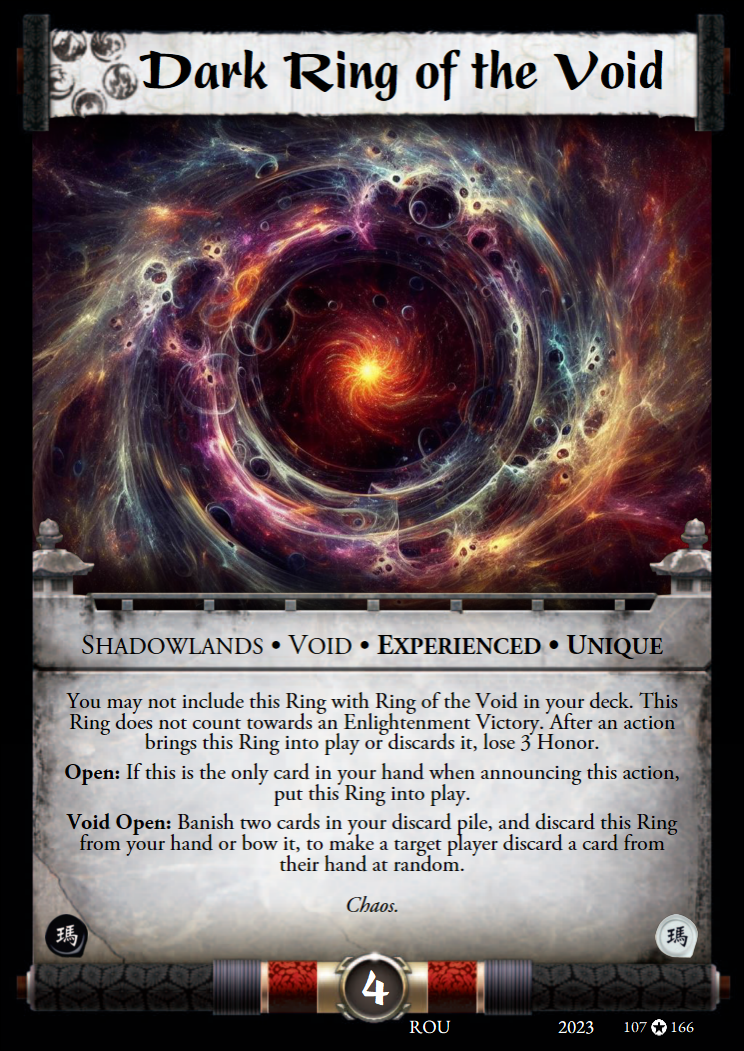 Dark Ring of the Void
Shadowlands • Void • Experienced • Unique
You may not include this Ring with Ring of the Void in your deck. This
Ring does not count towards an Enlightenment Victory. After an action
brings this Ring into play or discards it, lose 3 Honor.
Open: If this is the only card in your hand when announcing this action,
put this Ring into play.
Void Open: Banish two cards in your discard pile, and discard this Ring
from your hand or bow it, to make a target player discard a card from
their hand at random.
Chaos.
瑪 瑪
4
ROU 2023 107 ✪ 166